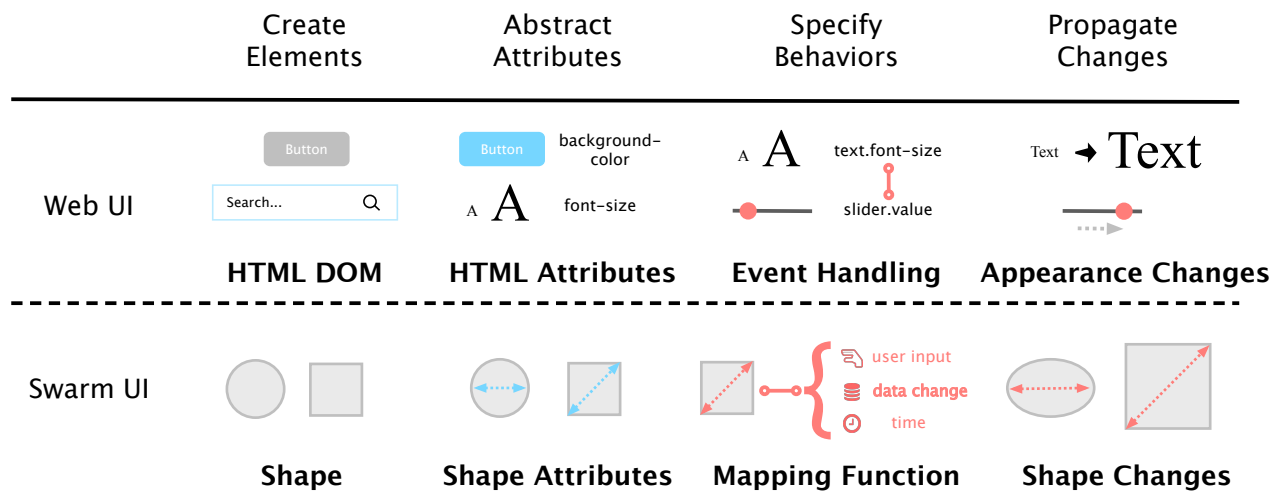 Create
Elements
Abstract
Attributes
Specify
Behaviors
Propagate
Changes
Web UI
Button
Search...
HTML DOM
Button
background-
color
A A
font-size
HTML Attributes
A A
text.font-size
slider.value
Event Handling
Text
Text
Appearance Changes
Swarm UI
Shape
Shape Attributes
user input
data change
time
Mapping Function
Shape Changes